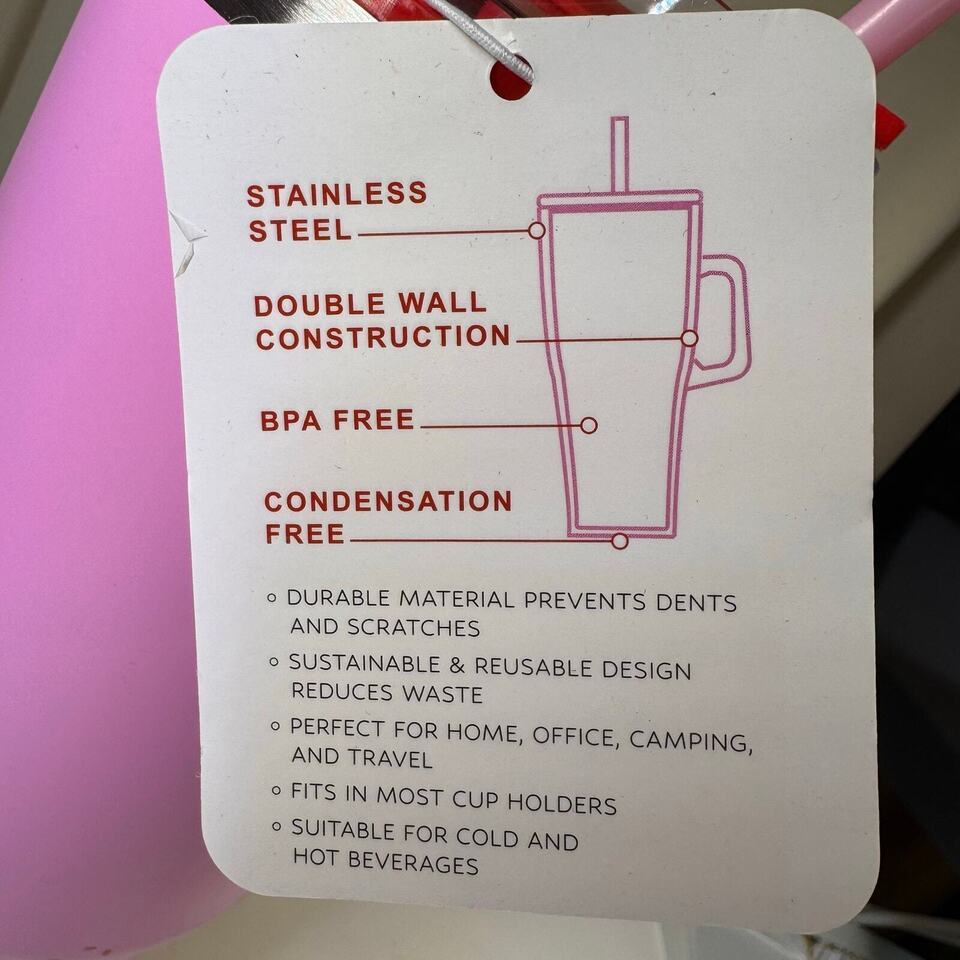 STAINLESS
STEEL
DOUBLE WALL
CONSTRUCTION
BPA FREE
CONDENSATION
FREE
DURABLE MATERIAL PREVENTS DENTS
AND SCRATCHES
SUSTAINABLE & REUSABLE DESIGN
REDUCES WASTE
PERFECT FOR HOME, OFFICE, CAMPING,
AND TRAVEL
FITS IN MOST CUP HOLDERS
SUITABLE FOR COLD AND
HOT BEVERAGES